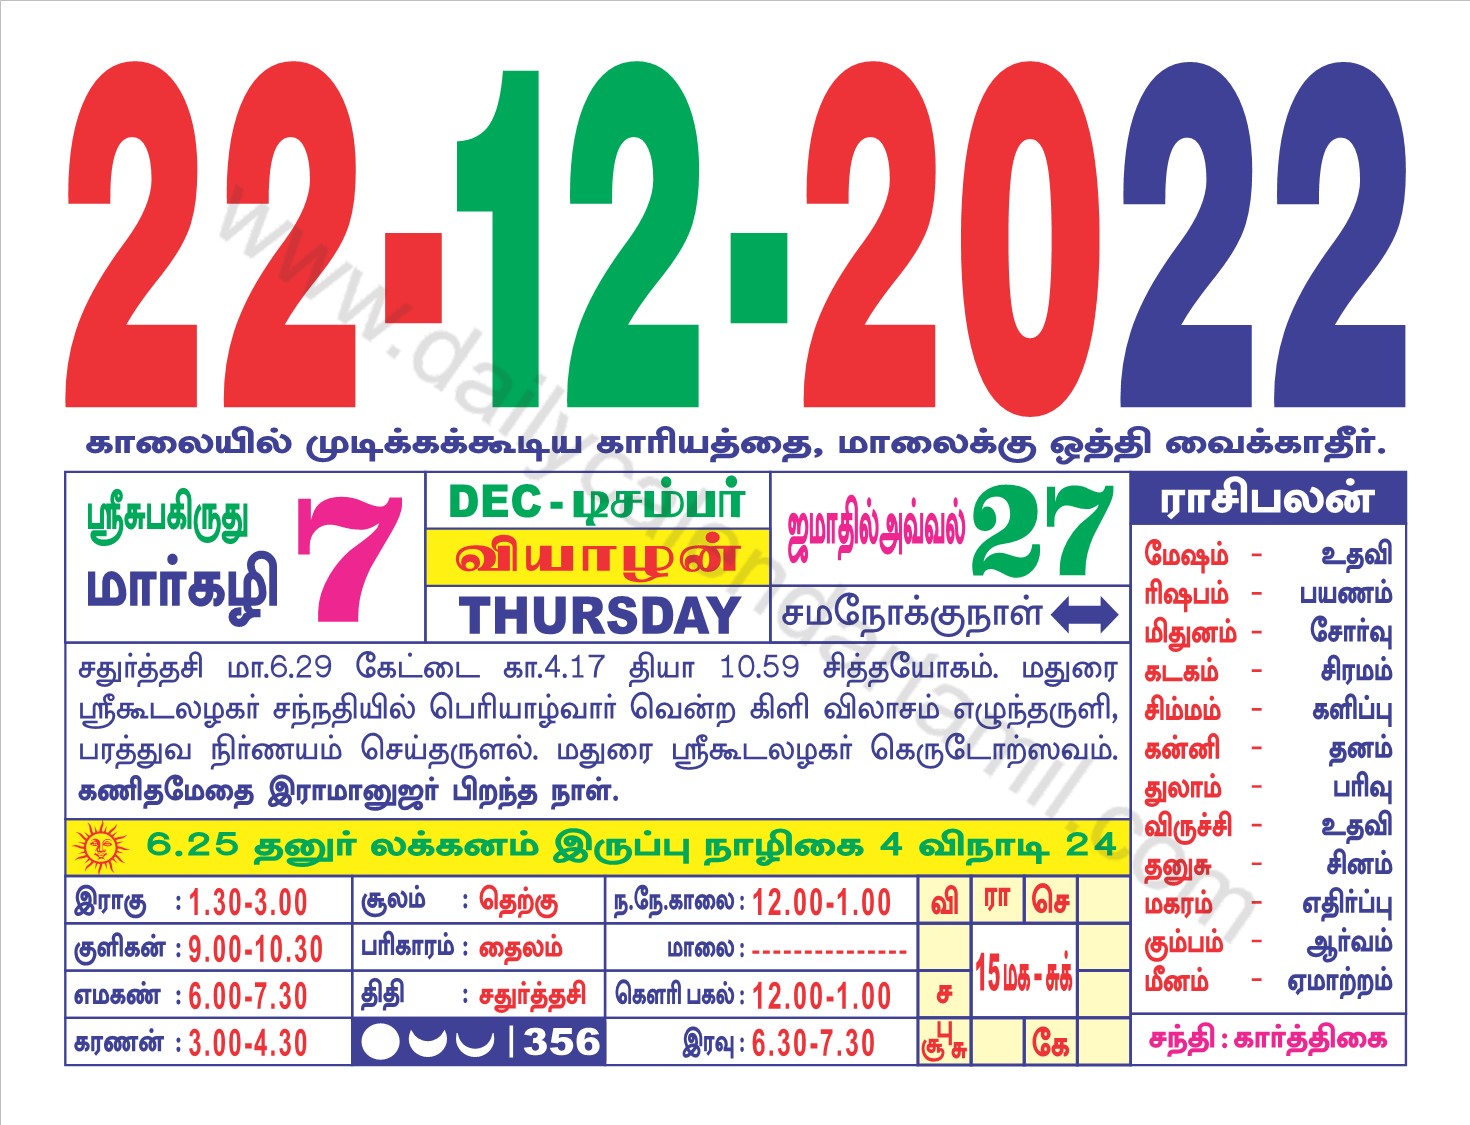 22-12-2022
காலையில் முடிக்கக்கூடிய காரியத்தை, மாலைக்கு ஒத்தி வைக்காதீர்.
ஸ்ரீசுபகிருது
மார்கழி 7
DEC - டிசம்பர்
வியாழன்
THURSDAY
ஜமாதில் அவ்வல் 27
சமநோக்குநாள்
சதுர்த்தசி மா.6.29 கேட்டை கா.4.17 தியா 10.59 சித்தயோகம். மதுரை
ஸ்ரீகூடலழகர் சந்நதியில் பெரியாழ்வார் வென்ற கிளி விலாசம் எழுந்தருளி,
பரத்துவ நிர்ணயம் செய்தருளல். மதுரை ஸ்ரீகூடலழகர் கெருடோற்ஸவம்.
கணிதமேதை இராமானுஜர் பிறந்த நாள்.
6.25 தனுர் லக்கனம் இருப்பு நாழிகை 4 விநாடி 24
இராகு : 1.30-3.00
குளிகன் : 9.00-10.30
எமகண் : 6.00-7.30
கரணன் : 3.00-4.30
சூலம் : தெற்கு
பரிகாரம் : தைலம்
திதி : சதுர்த்தசி
356
ந.நே.காலை : 12.00-1.00
மாலை : ---------------
கௌரி பகல் : 12.00-1.00
இரவு : 6.30-7.30
வி ரா செ
15 மக - சுக்
ச
பு சூ சு கே
ராசிபலன்
மேஷம் - உதவி
ரிஷபம் - பயணம்
மிதுனம் - சோர்வு
கடகம் - சிரமம்
சிம்மம் - களிப்பு
கன்னி - தனம்
துலாம் - பரிவு
விருச்சி - உதவி
தனுசு - சினம்
மகரம் - எதிர்ப்பு
கும்பம் - ஆர்வம்
மீனம் - ஏமாற்றம்
சந்தி : கார்த்திகை
www.dailycalendartamil.com